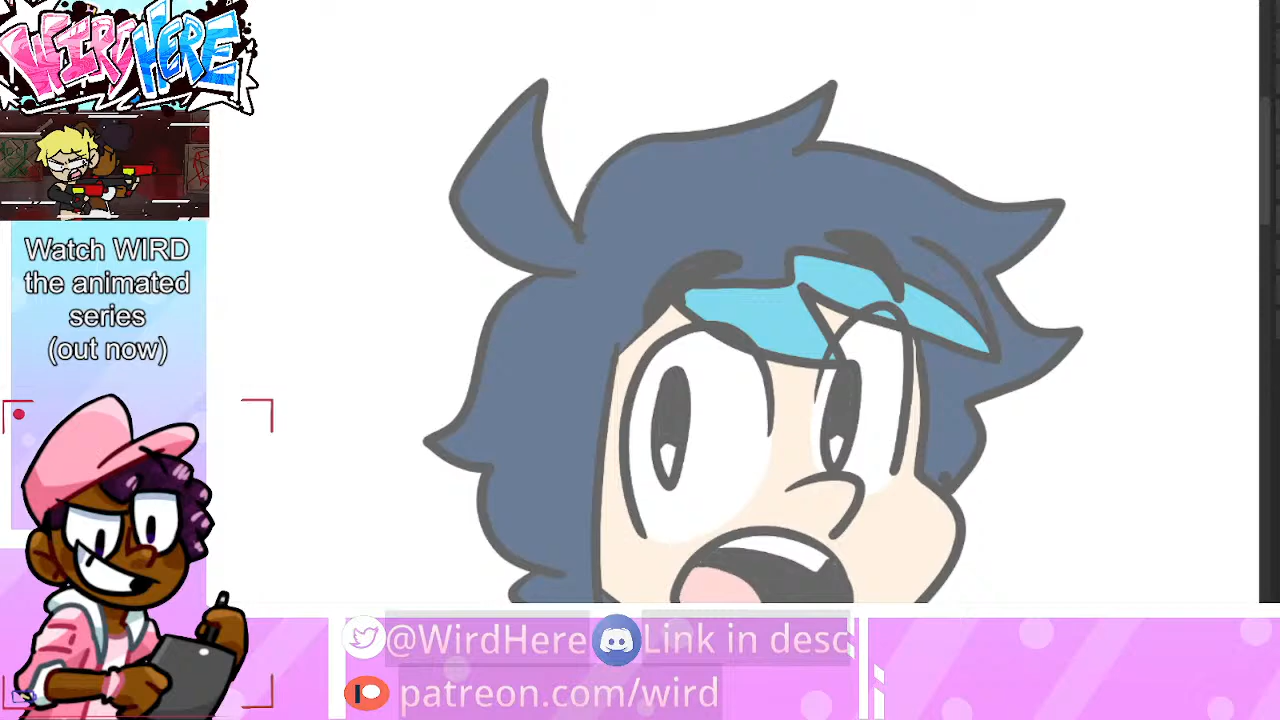 WIRDHERE
Watch WIRD
the animated
series
(out now)
@WirdHere Link in desc
patreon.com/wird